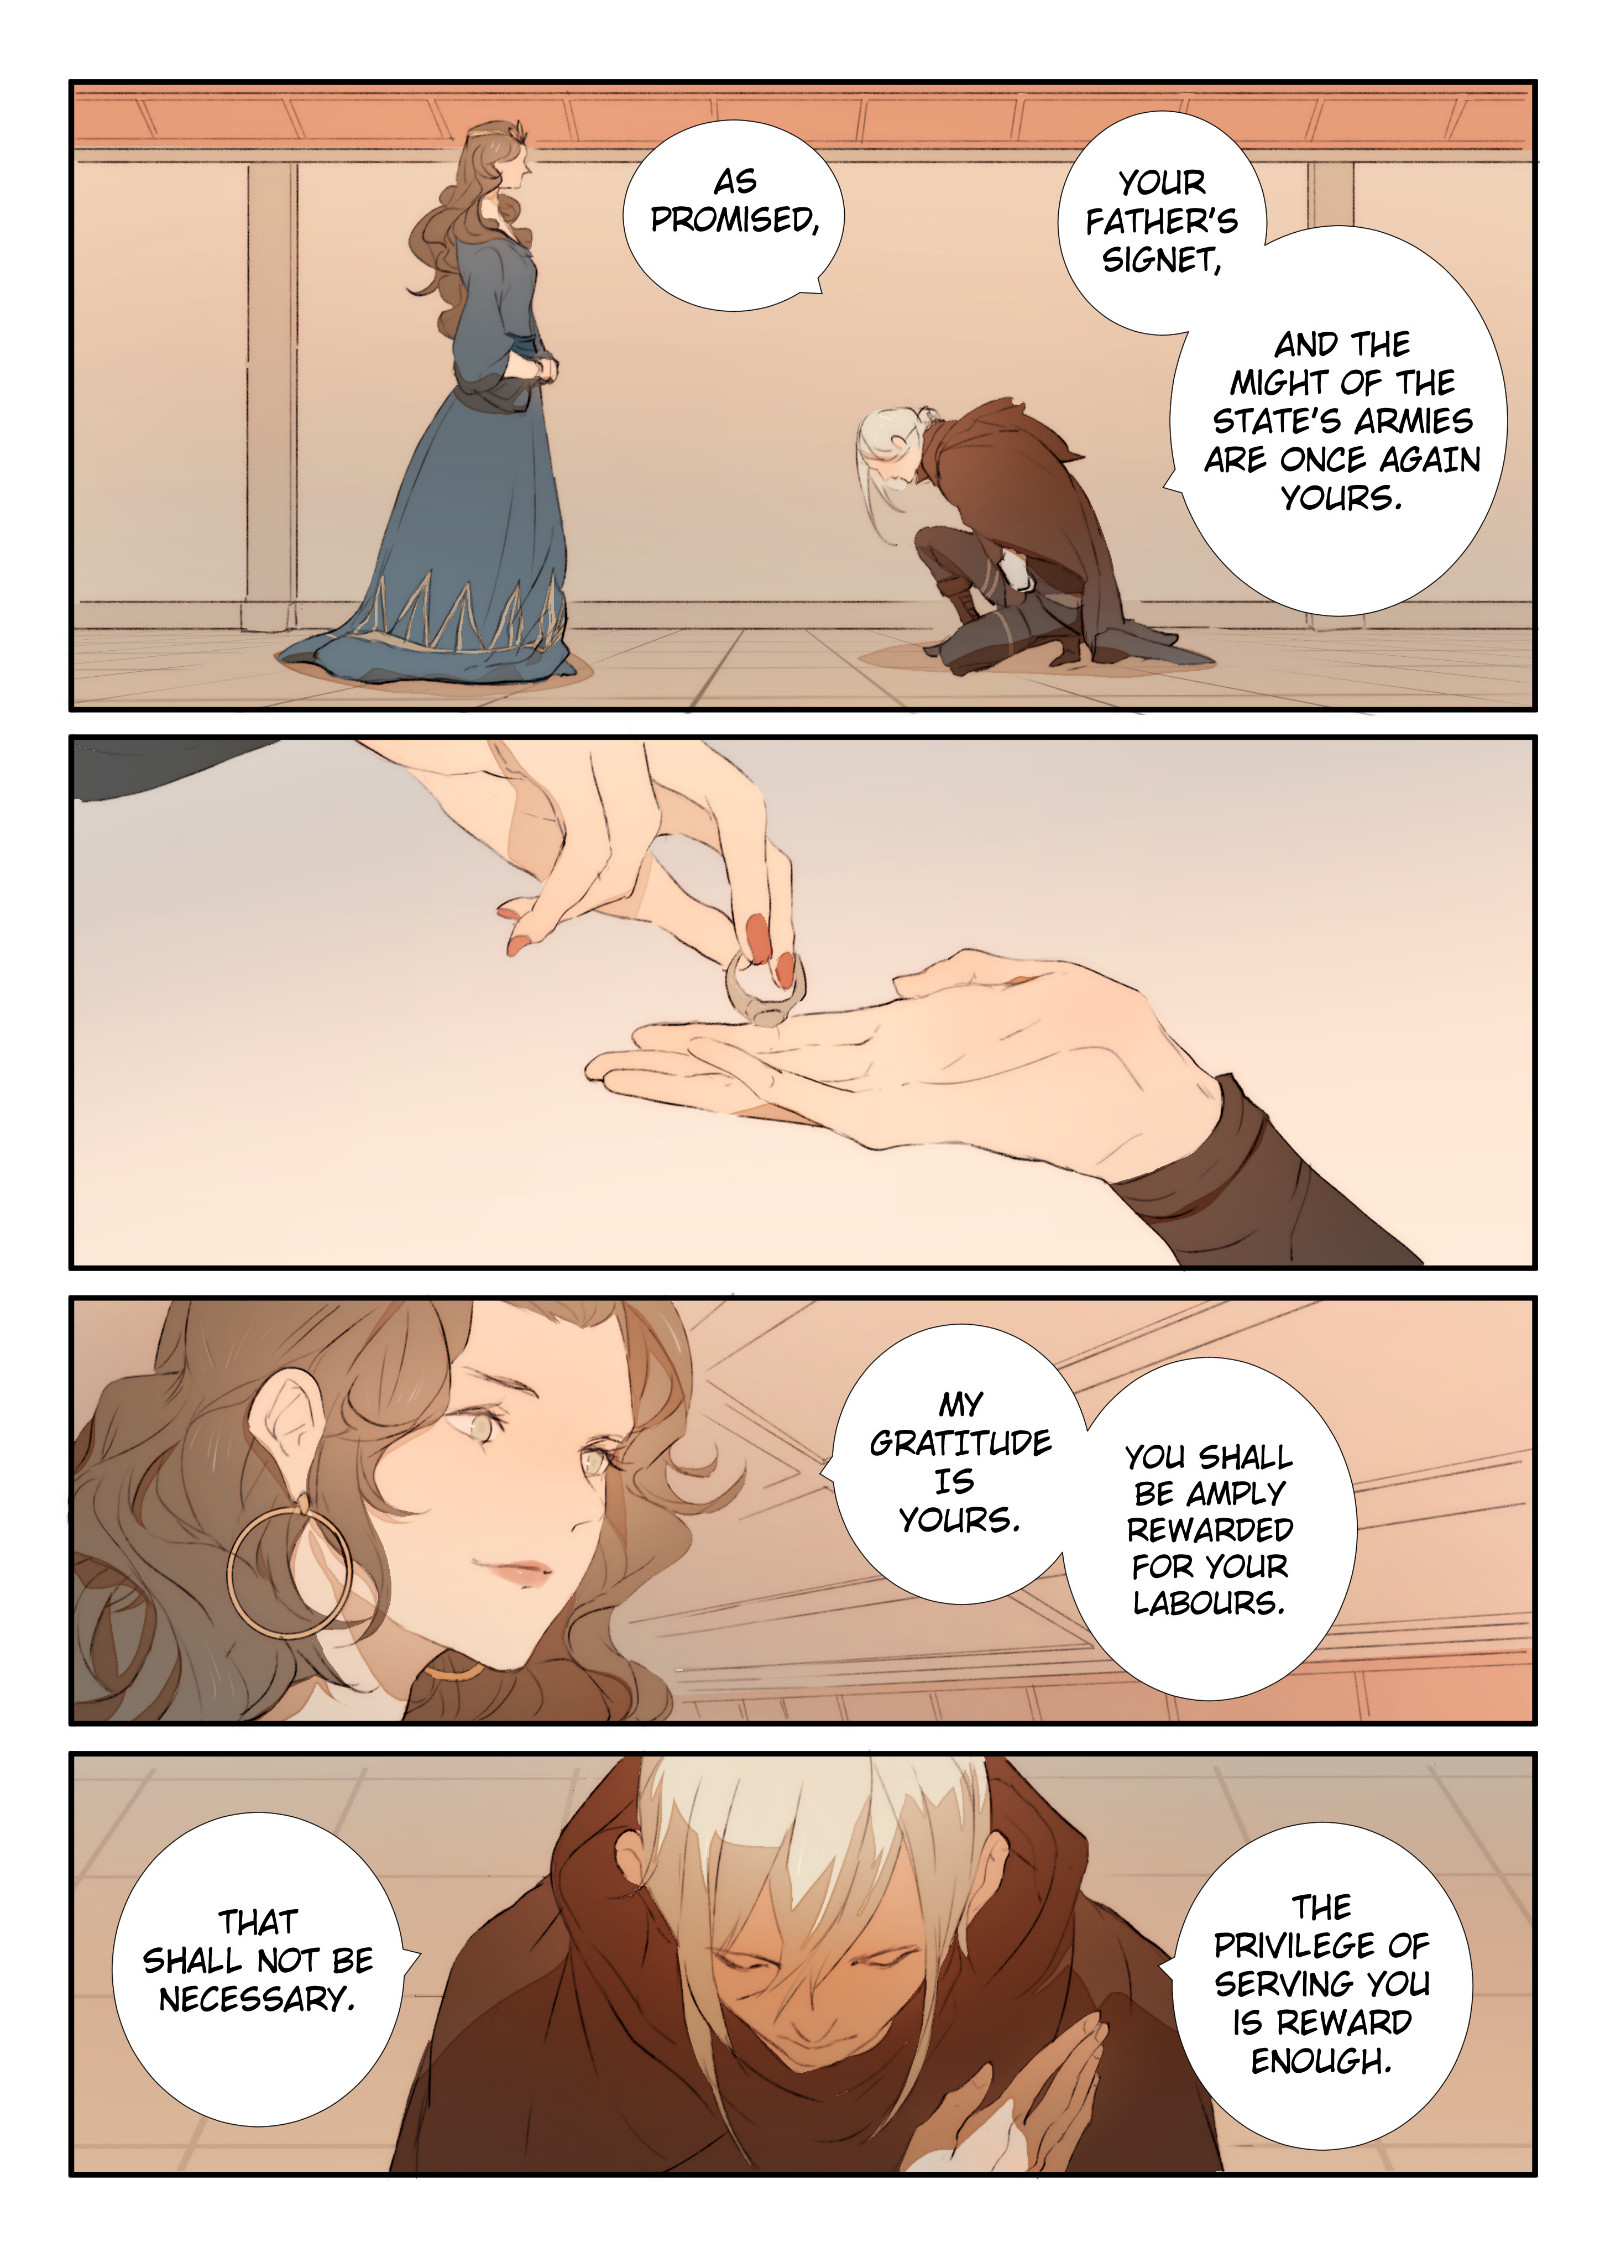 AS
PROMISED,
YOUR
FATHER'S
SIGNET,
AND THE
MIGHT OF THE
STATE'S ARMIES
ARE ONCE AGAIN
YOURS.
MY
GRATITUDE
IS
YOURS.
YOU SHALL
BE AMPLY
REWARDED
FOR YOUR
LABOURS.
THAT
SHALL NOT BE
NECESSARY.
THE
PRIVILEGE OF
SERVING YOU
IS REWARD
ENOUGH.